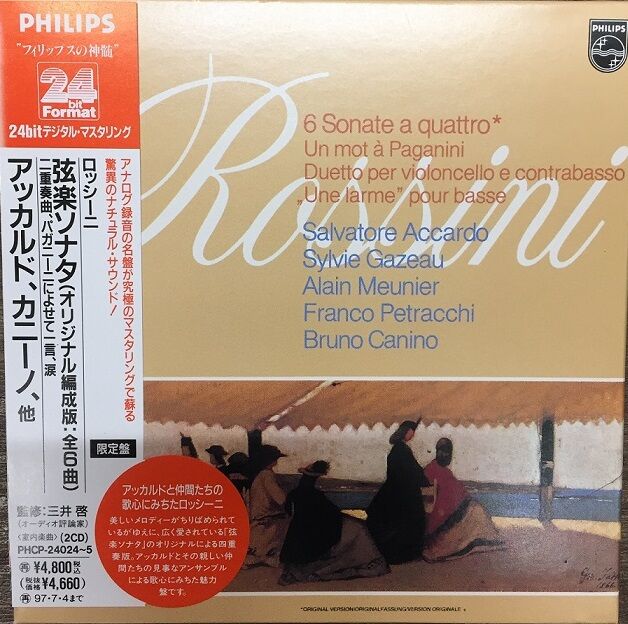 PHILIPS
"フィリップスの神髄"
24
bit
Format
24bitデジタル・マスタリング
アナログ録音の名盤が究極のマスタリングで蘇る
驚異のナチュラル・サウンド!
ロッシーニ
弦楽ソナタ(オリジナル編成版:全6曲)
二重奏曲、パガニーニによせて一言、涙
アッカルド、カニーノ、他
限定盤
監修:三井 啓
(オーディオ評論家)
〈室内楽曲〉(2CD)
PHCP-24024~5
再 ¥4,800 税込
(税抜価格 ¥4,660)
再 97・7・4まで
アッカルドと仲間たちの
歌心にみちたロッシーニ
美しいメロディーがちりばめられて
いるがゆえに、広く愛されている「弦
楽ソナタ」のオリジナルによる四重
奏版。アッカルドとその親しい仲
間たちの見事なアンサンブル
による歌心にみちた魅力
盤です。
PHILIPS
Rossini
6 Sonate a quattro*
Un mot à Paganini
Duetto per violoncello e contrabasso
„Une larme” pour basse
Salvatore Accardo
Sylvie Gazeau
Alain Meunier
Franco Petracchi
Bruno Canino
*ORIGINAL VERSION/ORIGINALFASSUNG/VERSION ORIGINALE